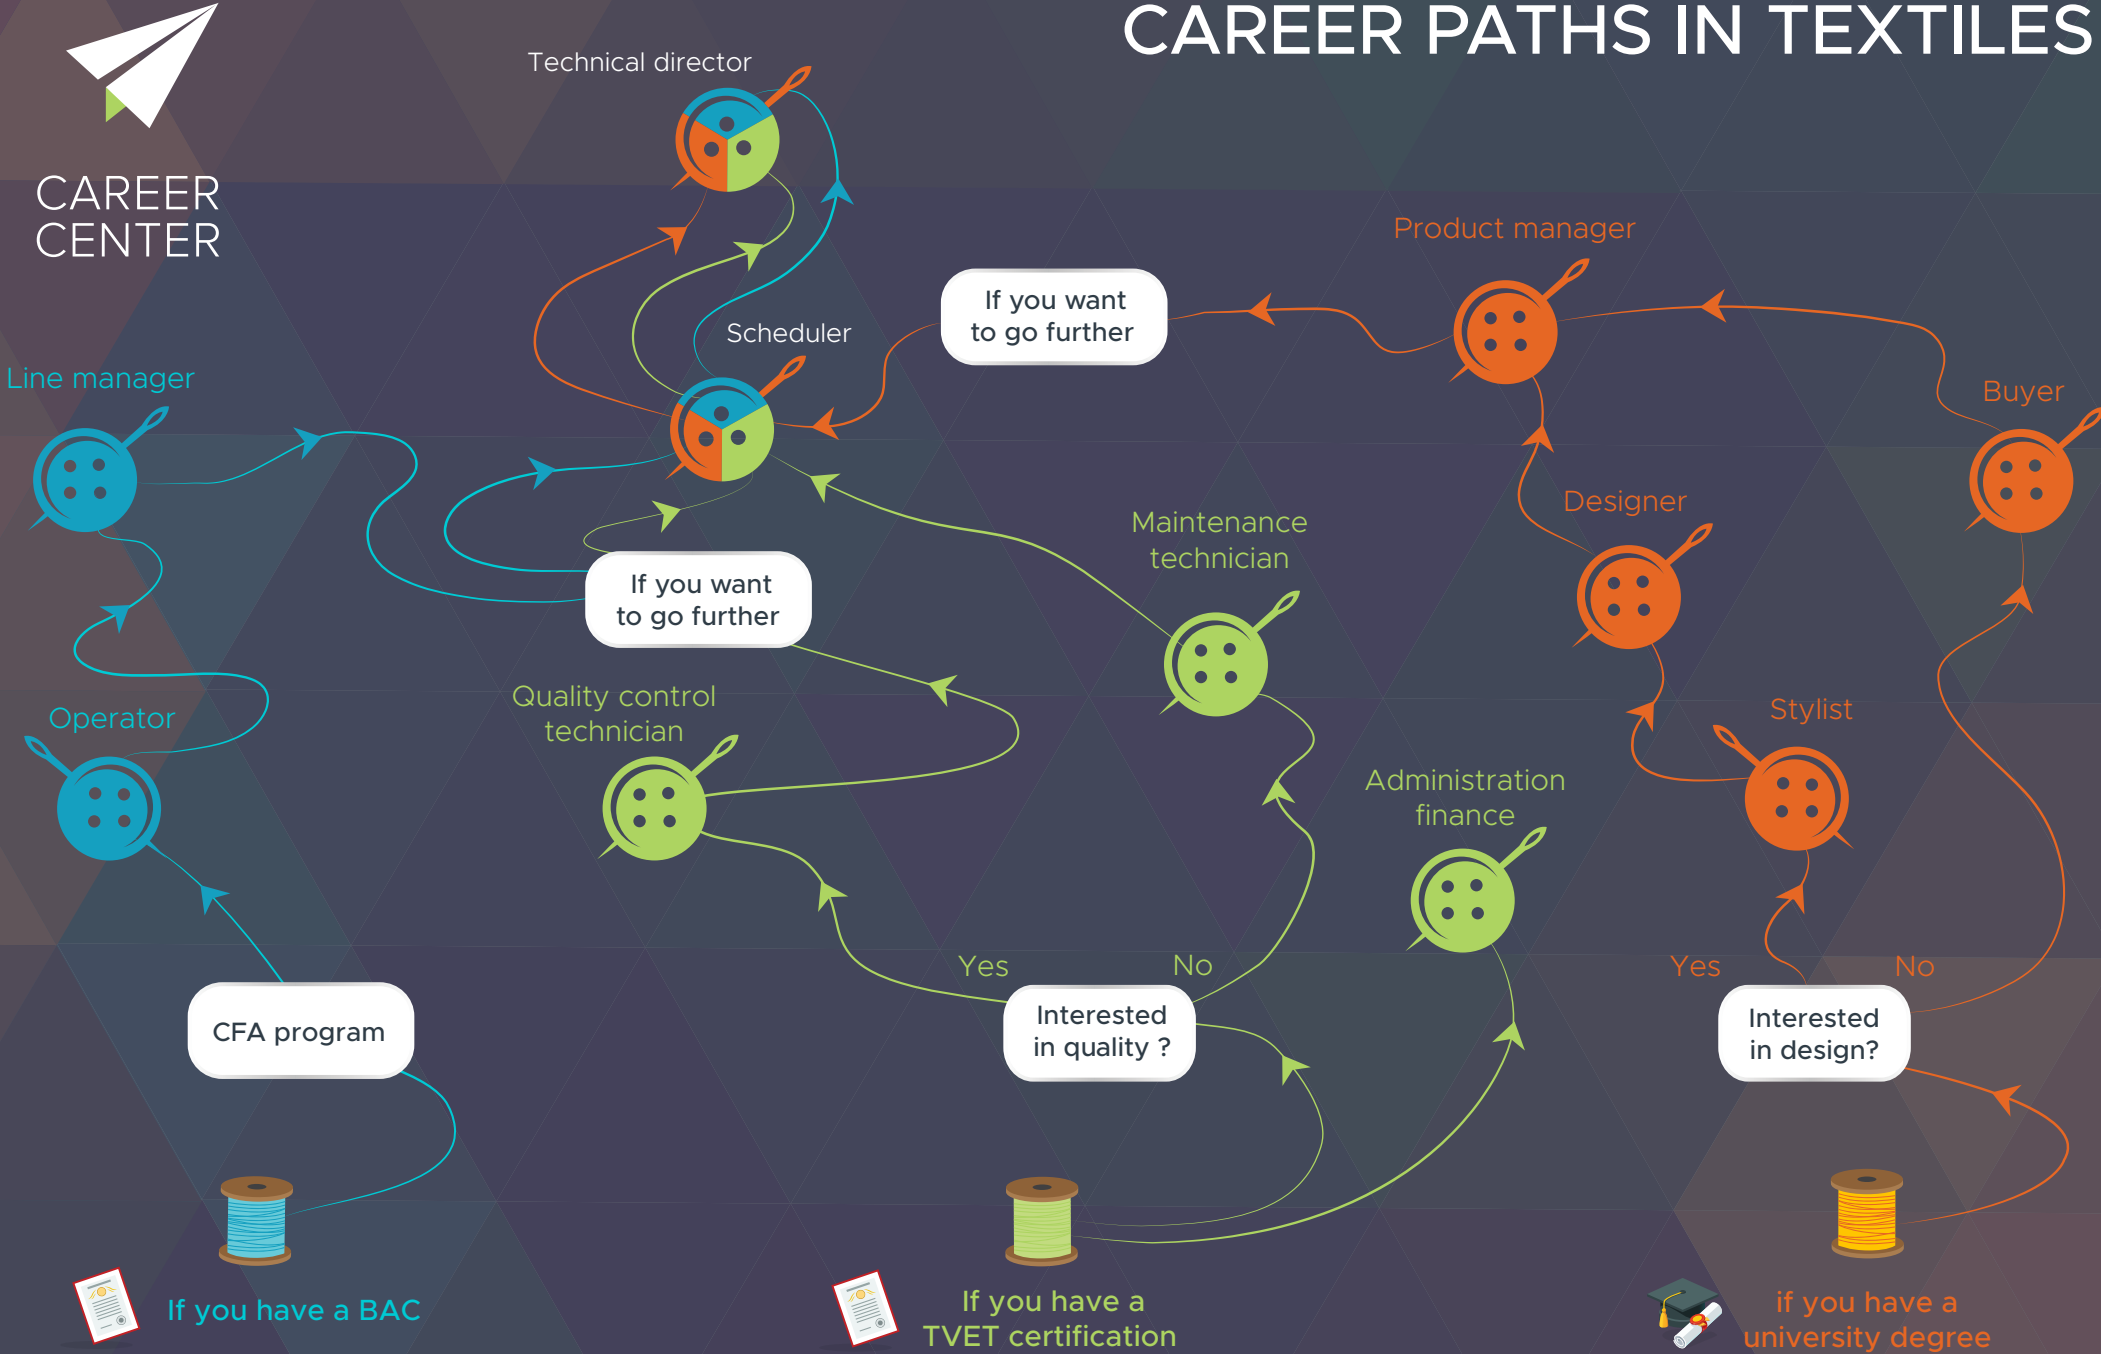 CAREER PATHS IN TEXTILES
CAREER
CENTER
Technical director
Scheduler
If you want
to go further
Product manager
Buyer
Line manager
Designer
Maintenance
technician
If you want
to go further
Operator
Quality control
technician
Stylist
Administration
finance
Yes
No
Yes
No
CFA program
Interested
in quality ?
Interested
in design?
If you have a BAC
If you have a
TVET certification
if you have a
university degree